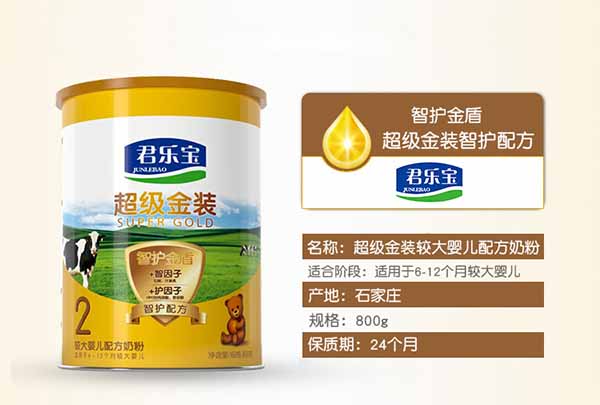 君乐宝
JUNLEBAO
超级金装
SUPER GOLD
智护金盾
+智因子
+护因子
智护配方
2
较大婴儿配方奶粉
智护金盾
超级金装智护配方
君乐宝
JUNLEBAO
名称：超级金装较大婴儿配方奶粉
适合阶段：适用于6-12个月较大婴儿
产地：石家庄
规格：800g
保质期：24个月